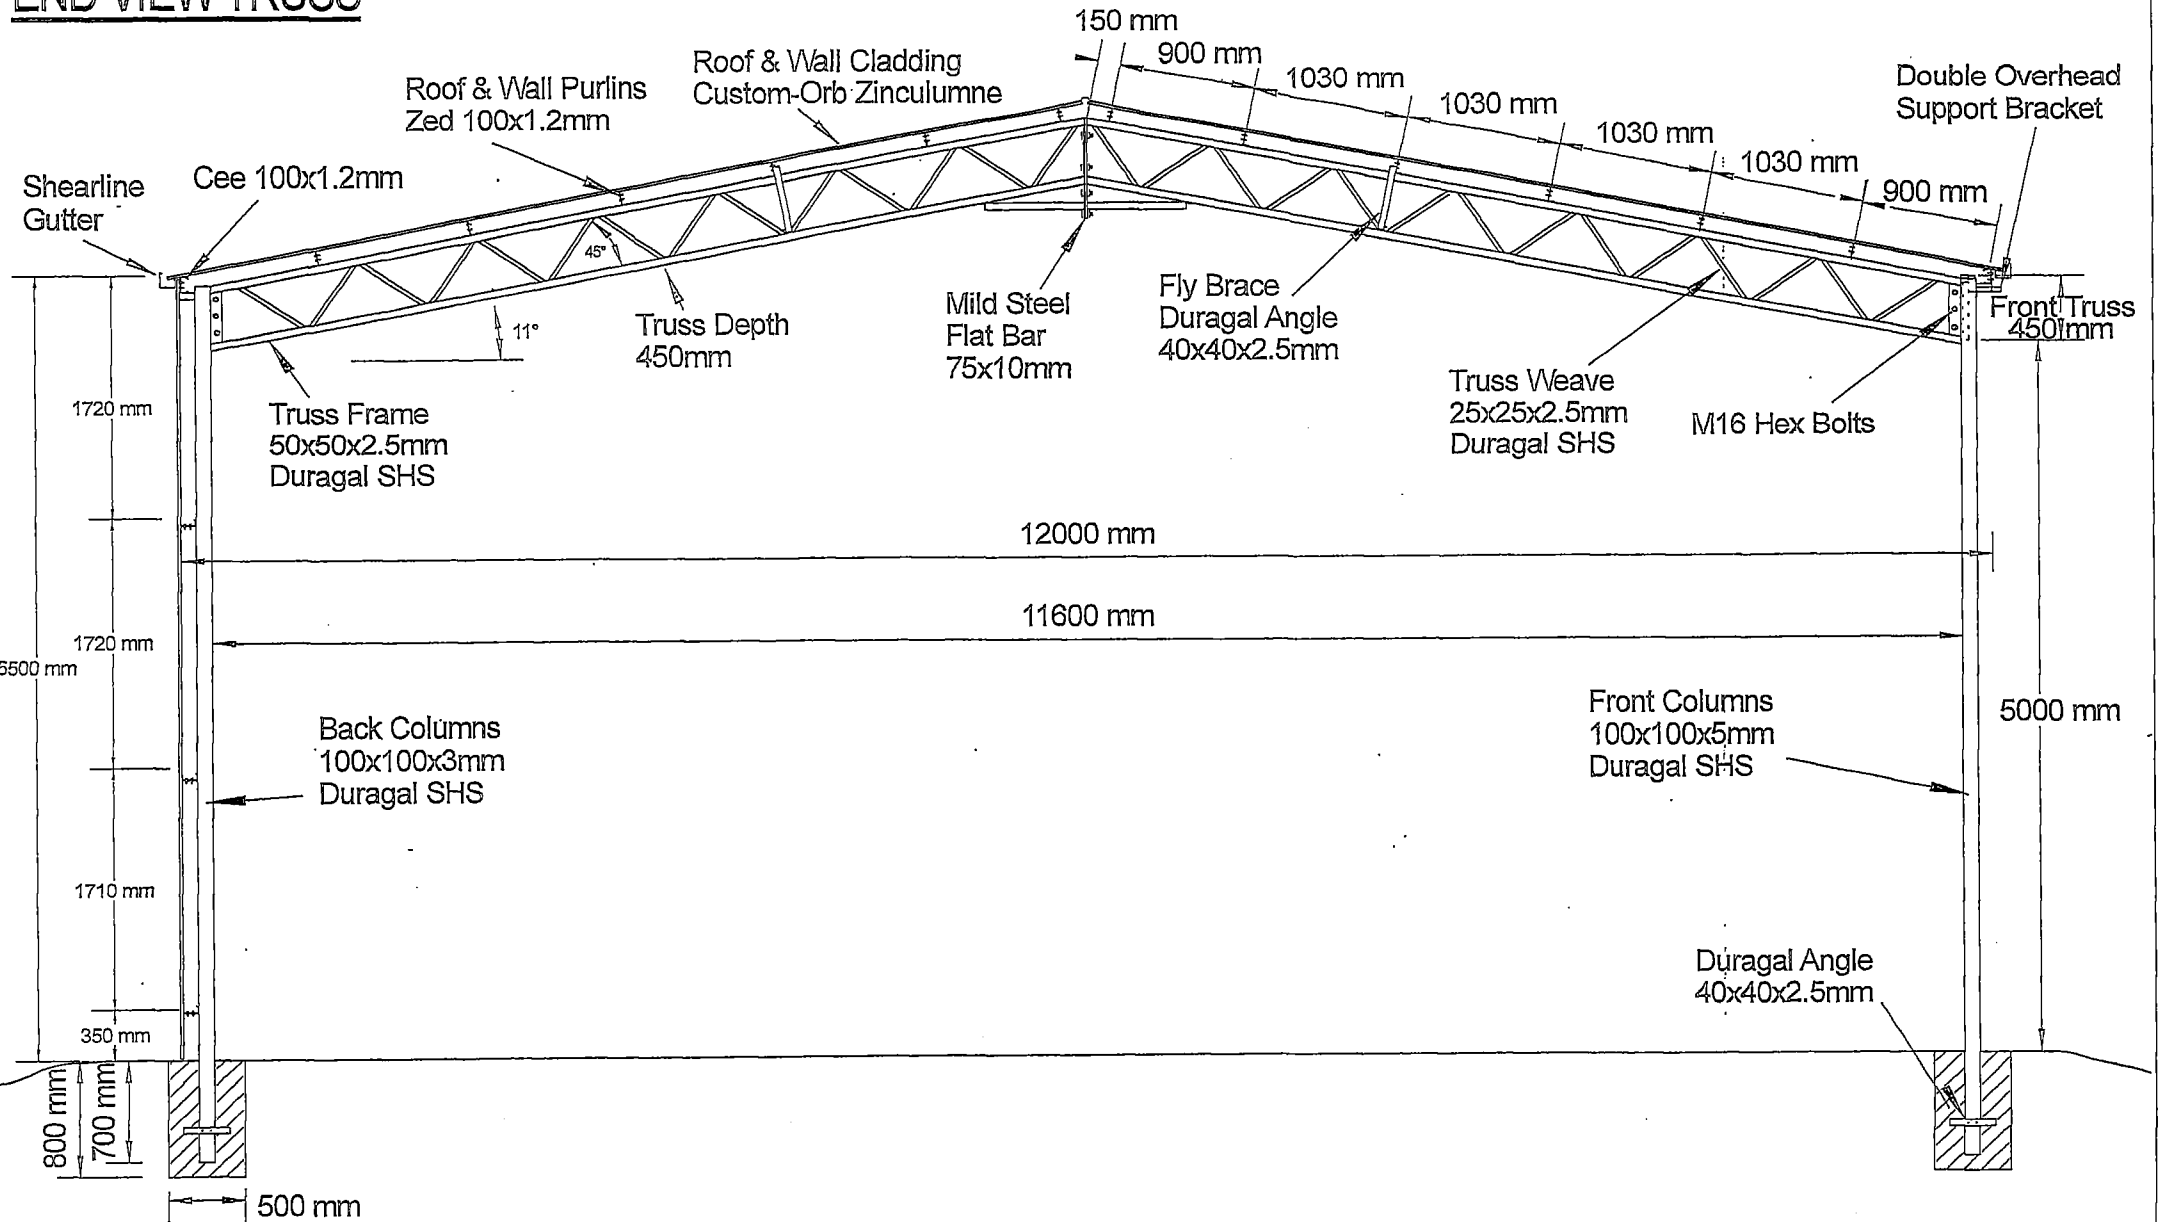 END VIEW TRUSS
150 mm
900 mm
1030 mm
1030 mm
1030 mm
1030 mm
900 mm
Double Overhead
Support Bracket
Roof & Wall Cladding
Custom-Orb Zinculumne
Roof & Wall Purlins
Zed 100x1.2mm
Cee 100x1.2mm
Shearline
Gutter
45°
11°
Truss Depth
450mm
Mild Steel
Flat Bar
75x10mm
Fly Brace
Duragal Angle
40x40x2.5mm
Front Truss
450 mm
Truss Weave
25x25x2.5mm
Duragal SHS
M16 Hex Bolts
Truss Frame
50x50x2.5mm
Duragal SHS
1720 mm
12000 mm
11600 mm
1720 mm
5500 mm
Back Columns
100x100x3mm
Duragal SHS
Front Columns
100x100x5mm
Duragal SHS
5000 mm
1710 mm
Duragal Angle
40x40x2.5mm
350 mm
800 mm
700 mm
500 mm